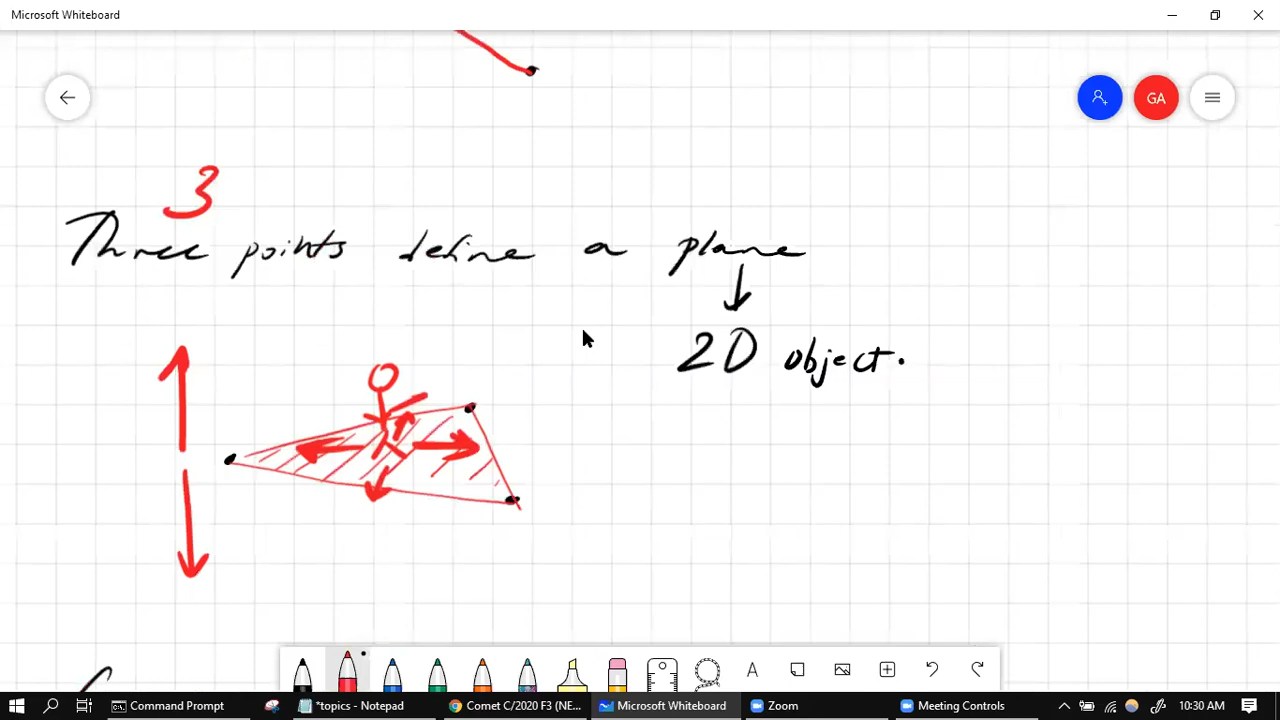 Microsoft Whiteboard
GA
3
Three points define a plane
2D object.
A
Command Prompt
*topics - Notepad
Comet C/2020 F3 (NE...
Microsoft Whiteboard
Zoom
Meeting Controls
10:30 AM